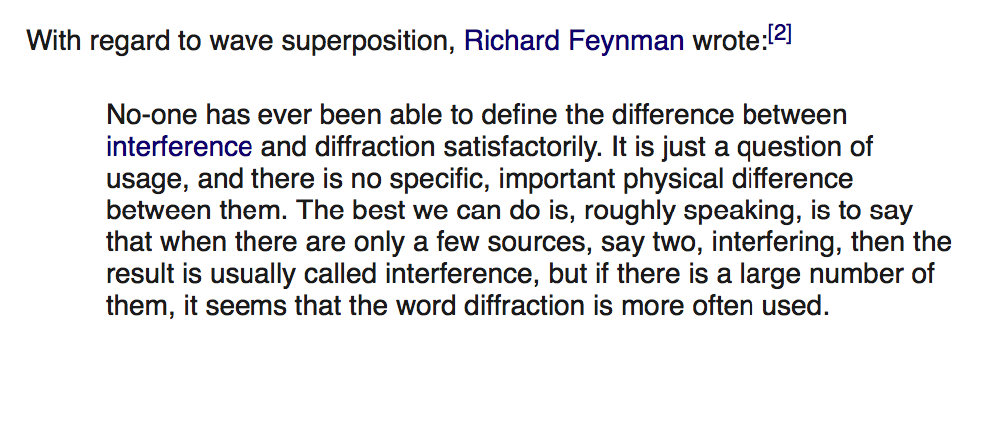 With regard to wave superposition, Richard Feynman wrote:[2]
No-one has ever been able to define the difference between
interference and diffraction satisfactorily. It is just a question of
usage, and there is no specific, important physical difference
between them. The best we can do is, roughly speaking, is to say
that when there are only a few sources, say two, interfering, then the
result is usually called interference, but if there is a large number of
them, it seems that the word diffraction is more often used.